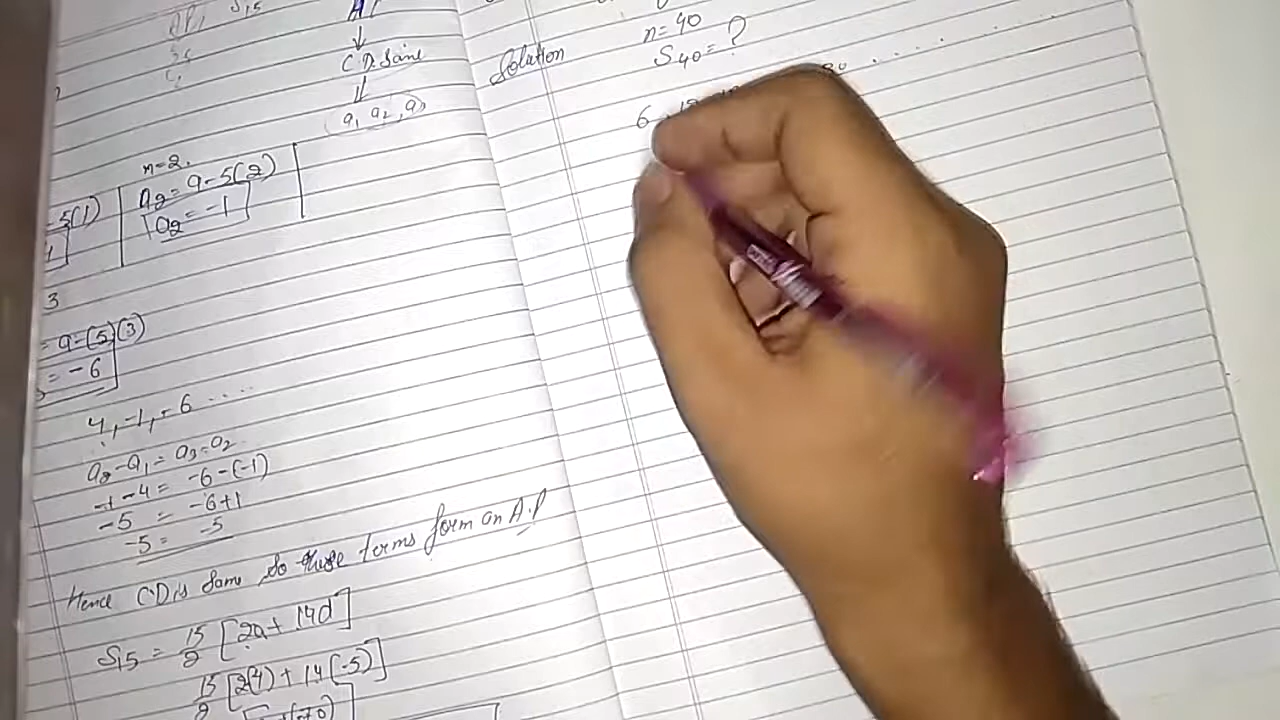 S15
C D Same
a1, a2, a3
n=2.
-5(1)
a2 = 9-5(2)
a2 = -1
3
= 9-(5)(3)
= -6
4, -1, -6 ....
a2-a1 = a3-a2
-1-4 = -6-(-1)
-5 = -6+1
-5 = -5
Hence C.D is Same So these terms form an A.P
S15 = 15/2 [2a + 14d]
15/2 [2(4) + 14(-5)]
n = 40
Solution S40 = ?
6